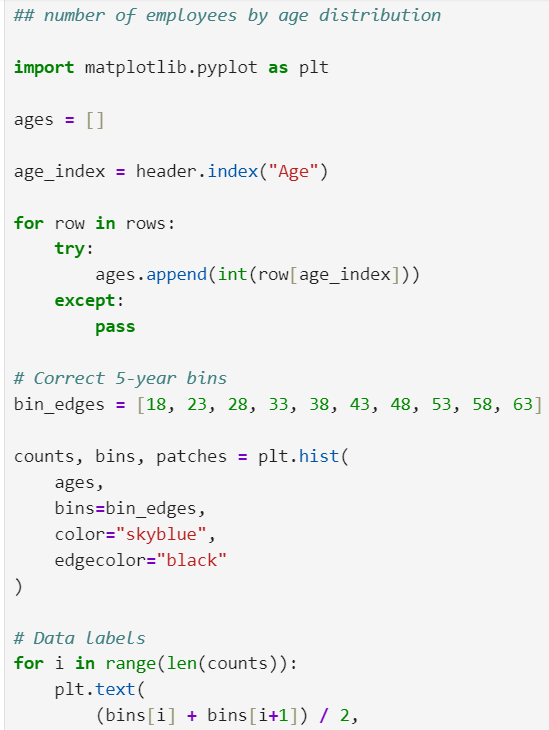 ## number of employees by age distribution
import matplotlib.pyplot as plt
ages = []
age_index = header.index("Age")
for row in rows:
    try:
        ages.append(int(row[age_index]))
    except:
        pass
# Correct 5-year bins
bin_edges = [18, 23, 28, 33, 38, 43, 48, 53, 58, 63]
counts, bins, patches = plt.hist(
    ages,
    bins=bin_edges,
    color="skyblue",
    edgecolor="black"
)
# Data labels
for i in range(len(counts)):
    plt.text(
        (bins[i] + bins[i+1]) / 2,